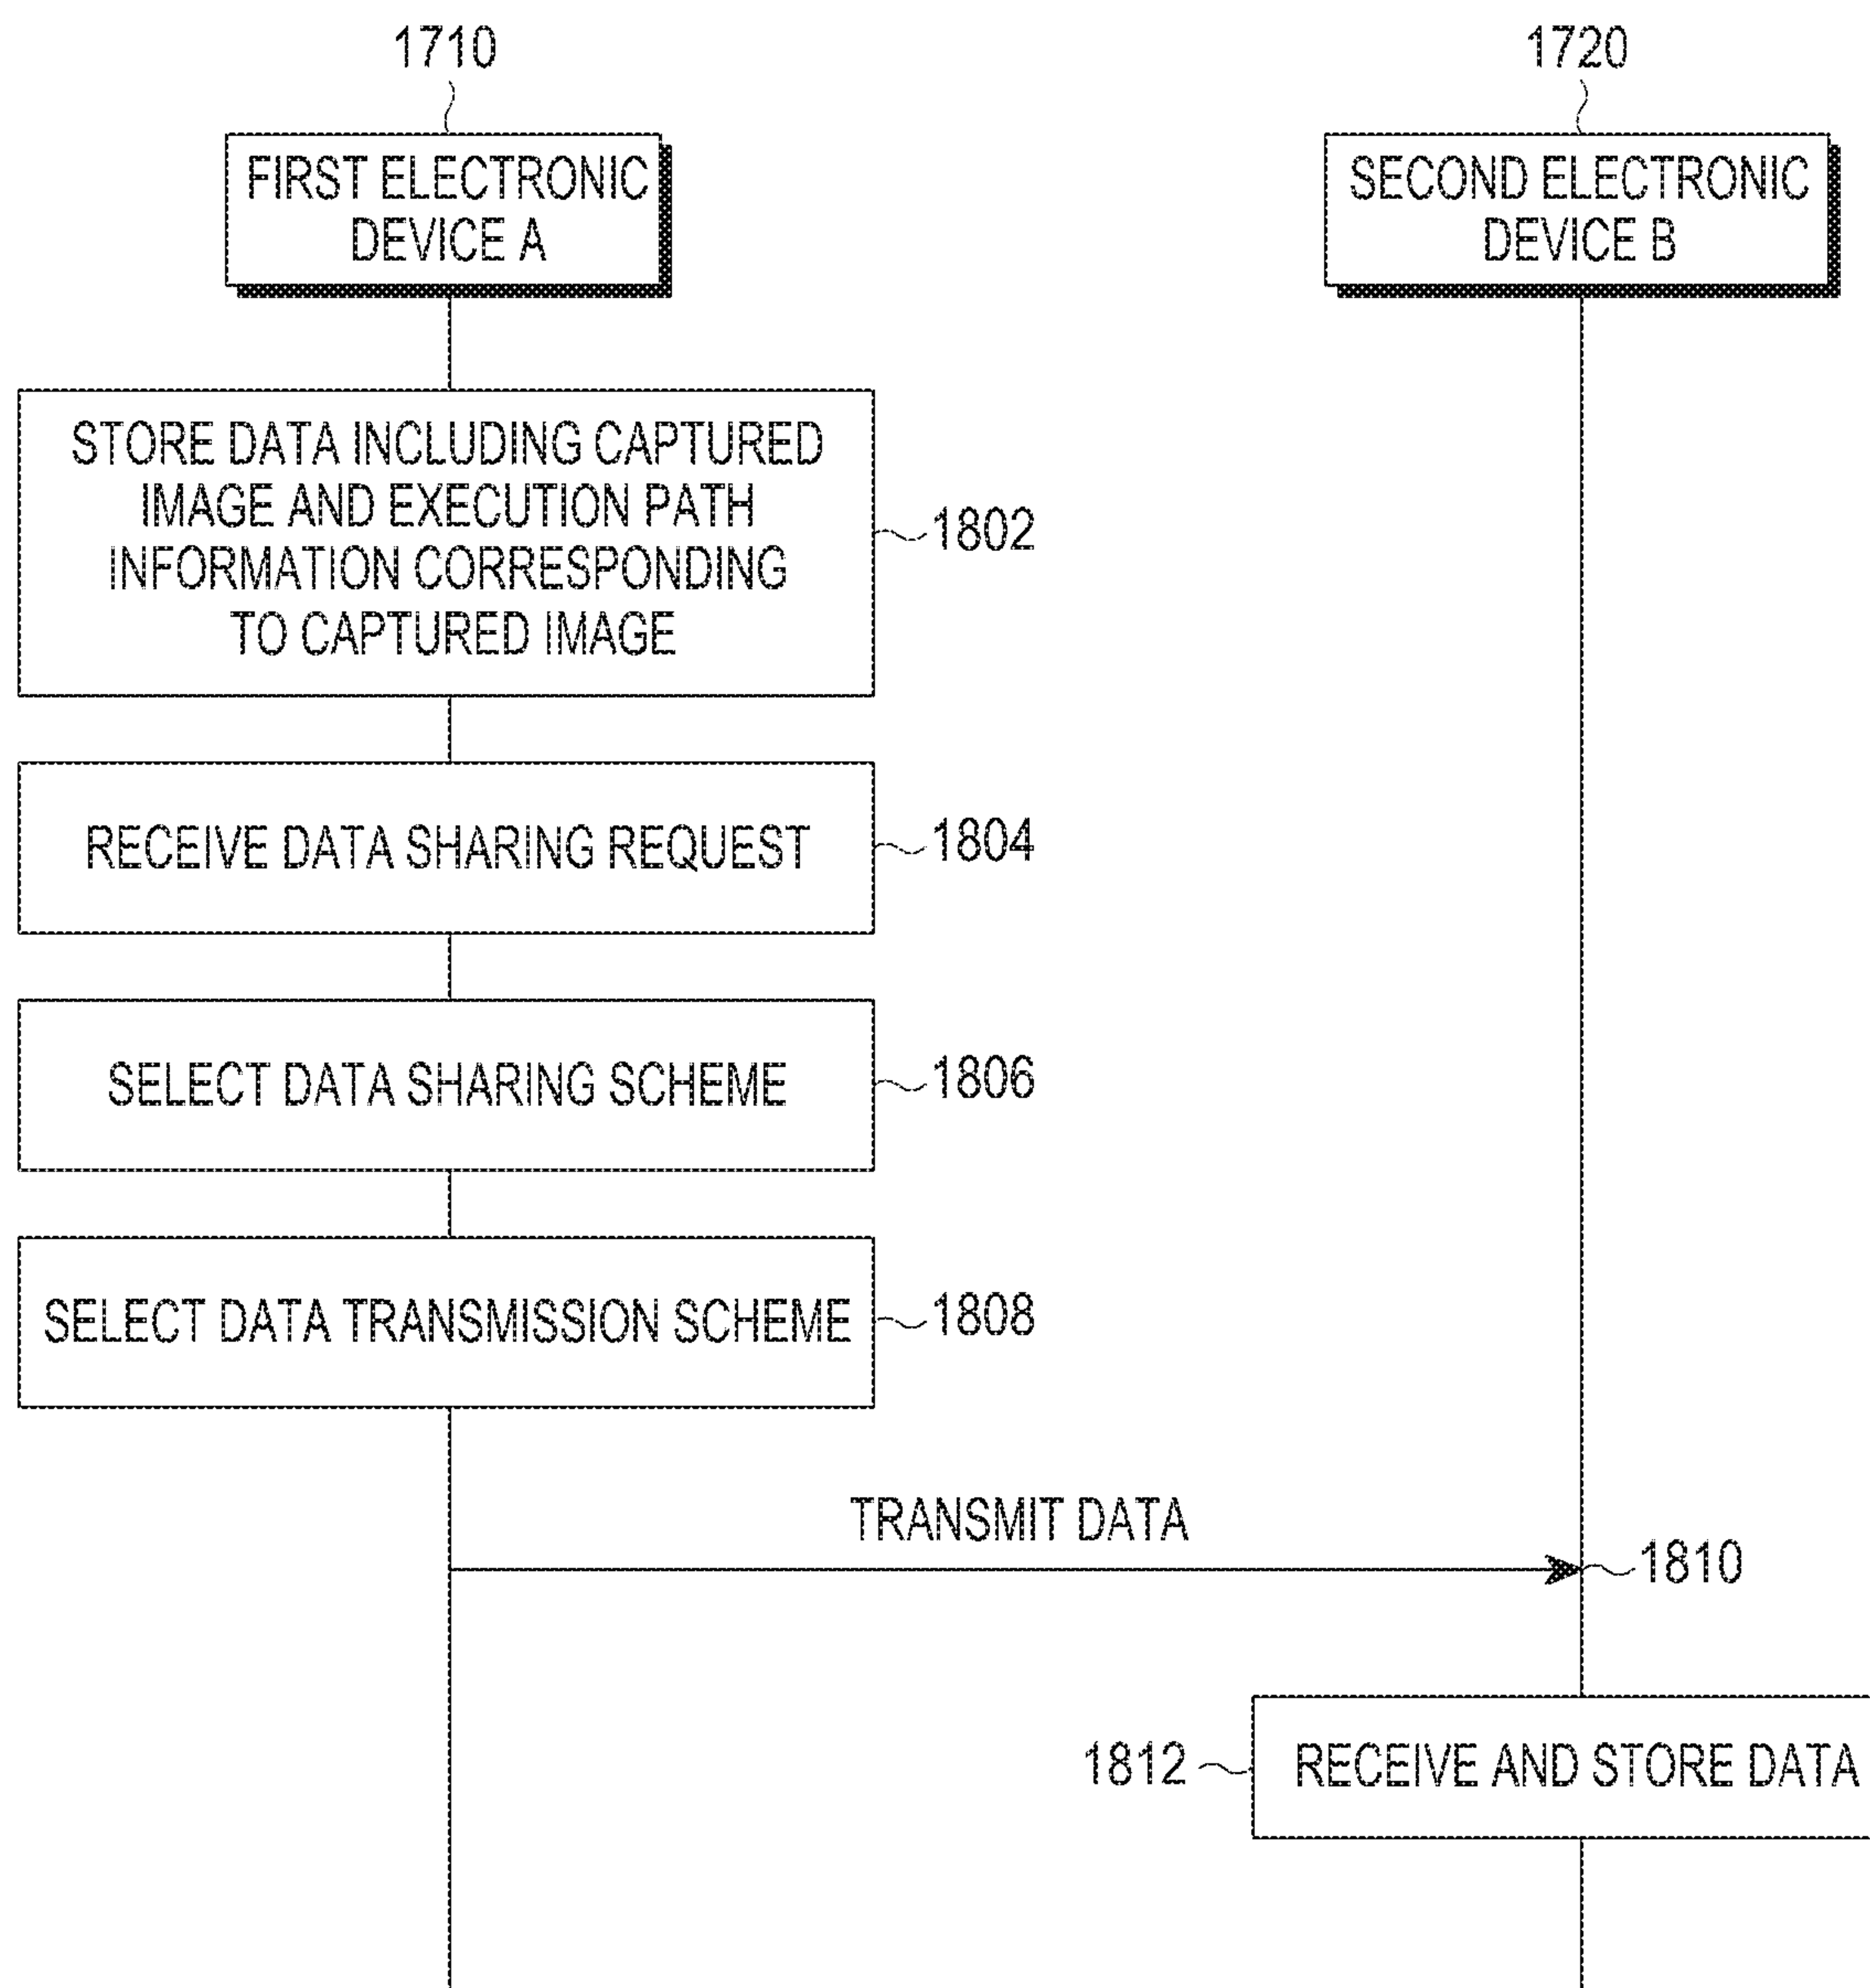 1710
1720
FIRST ELECTRONIC
DEVICE A
SECOND ELECTRONIC
DEVICE B
STORE DATA INCLUDING CAPTURED
IMAGE AND EXECUTION PATH
INFORMATION CORRESPONDING
TO CAPTURED IMAGE
1802
RECEIVE DATA SHARING REQUEST
1804
SELECT DATA SHARING SCHEME
1806
SELECT DATA TRANSMISSION SCHEME
1808
TRANSMIT DATA
1810
1812
RECEIVE AND STORE DATA